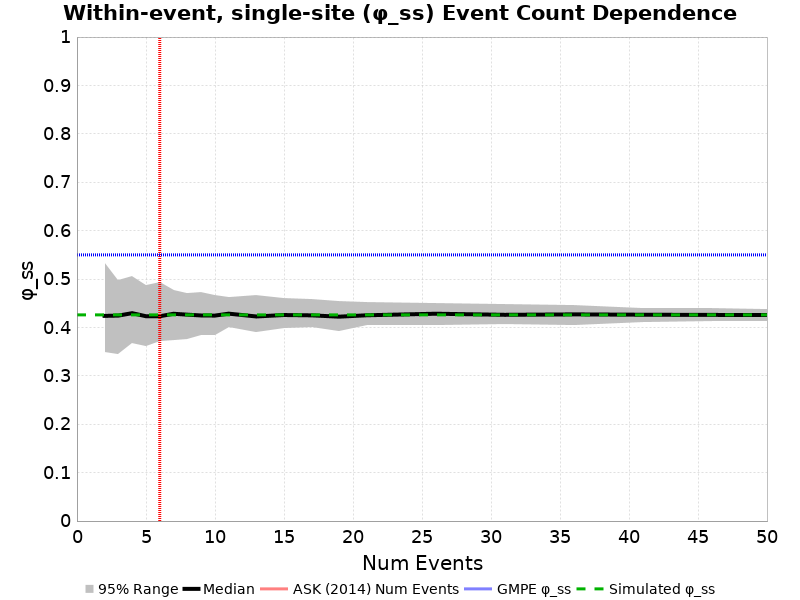 Within-event, single-site (φ_ss) Event Count Dependence
1
0.9
0.8
0.7
0.6
0.5
0.4
0.3
0.2
0.1
0
φ_ss
0 5 10 15 20 25 30 35 40 45 50
Num Events
95% Range Median ASK (2014) Num Events GMPE φ_ss Simulated φ_ss